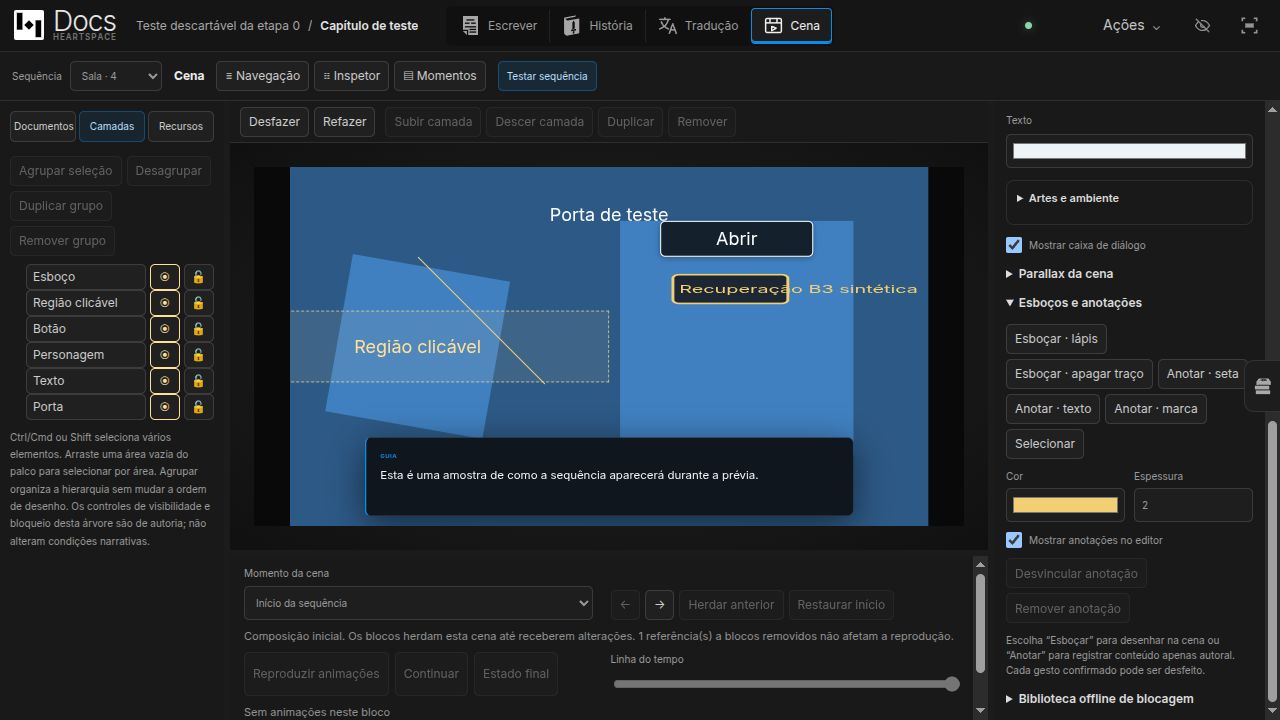 Docs
HEARTSPACE
Teste descartável da etapa 0 / Capítulo de teste
Escrever
História
Tradução
Cena
Ações
Sequência
Sala · 4
Cena
Navegação
Inspetor
Momentos
Testar sequência
Documentos
Camadas
Recursos
Desfazer
Refazer
Subir camada
Descer camada
Duplicar
Remover
Agrupar seleção
Desagrupar
Duplicar grupo
Remover grupo
Esboço
Região clicável
Botão
Personagem
Texto
Porta
Ctrl/Cmd ou Shift seleciona vários
elementos. Arraste uma área vazia do
palco para selecionar por área. Agrupar
organiza a hierarquia sem mudar a ordem
de desenho. Os controles de visibilidade e
bloqueio desta árvore são de autoria; não
alteram condições narrativas.
Porta de teste
Abrir
Recuperação B3 sintética
Região clicável
GUIA
Esta é uma amostra de como a sequência aparecerá durante a prévia.
Momento da cena
Início da sequência
←
→
Herdar anterior
Restaurar início
Composição inicial. Os blocos herdam esta cena até receberem alterações. 1 referência(s) a blocos removidos não afetam a reprodução.
Reproduzir animações
Continuar
Estado final
Linha do tempo
Sem animações neste bloco
Texto
Artes e ambiente
Mostrar caixa de diálogo
Parallax da cena
Esboços e anotações
Esboçar · lápis
Esboçar · apagar traço
Anotar · seta
Anotar · texto
Anotar · marca
Selecionar
Cor
Espessura
2
Mostrar anotações no editor
Desvincular anotação
Remover anotação
Escolha “Esboçar” para desenhar na cena ou
“Anotar” para registrar conteúdo apenas autoral.
Cada gesto confirmado pode ser desfeito.
Biblioteca offline de blocagem